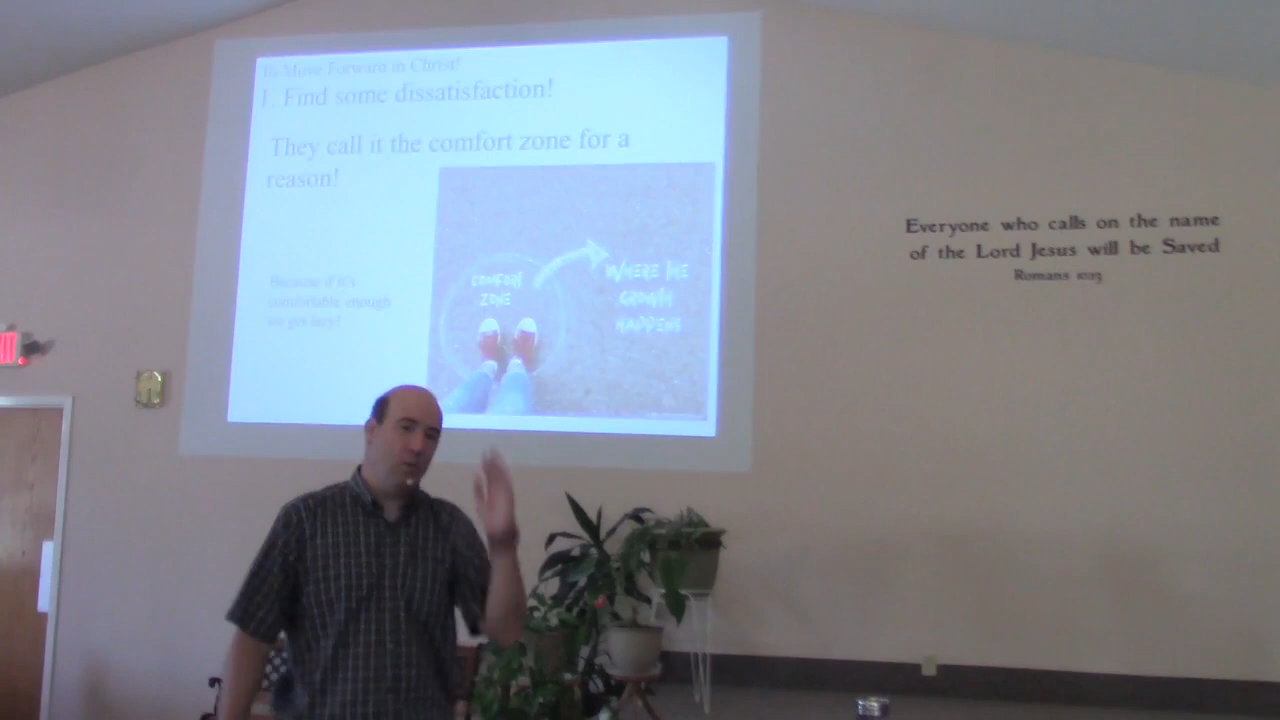 To Move Forward in Christ!
1. Find some dissatisfaction!
They call it the comfort zone for a
reason!
Because if it's
comfortable enough
we get lazy!
COMFORT
ZONE
WHERE THE
GROWTH
HAPPENS
Everyone who calls on the name
of the Lord Jesus will be Saved
Romans 10:13